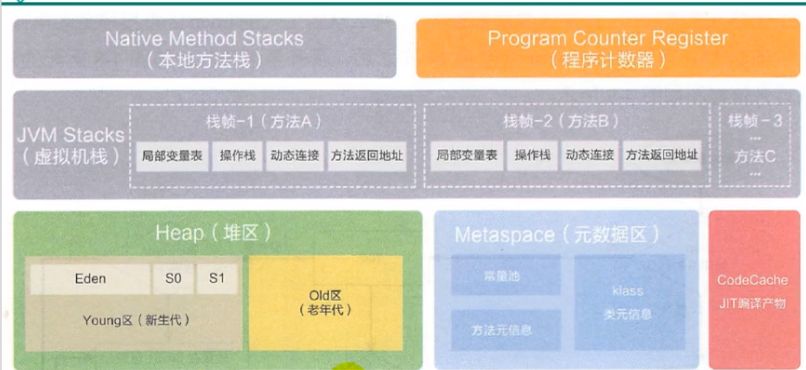 Native Method Stacks
（本地方法栈）
Program Counter Register
（程序计数器）
JVM Stacks
（虚拟机栈）
栈帧-1（方法A）
局部变量表
操作栈
动态连接
方法返回地址
栈帧-2（方法B）
局部变量表
操作栈
动态连接
方法返回地址
栈帧-3
...
方法C
...
Heap（堆区）
Eden
S0
S1
Young区（新生代）
Old区
（老年代）
Metaspace（元数据区）
常量池
方法元信息
klass
类元信息
CodeCache
JIT编译产物